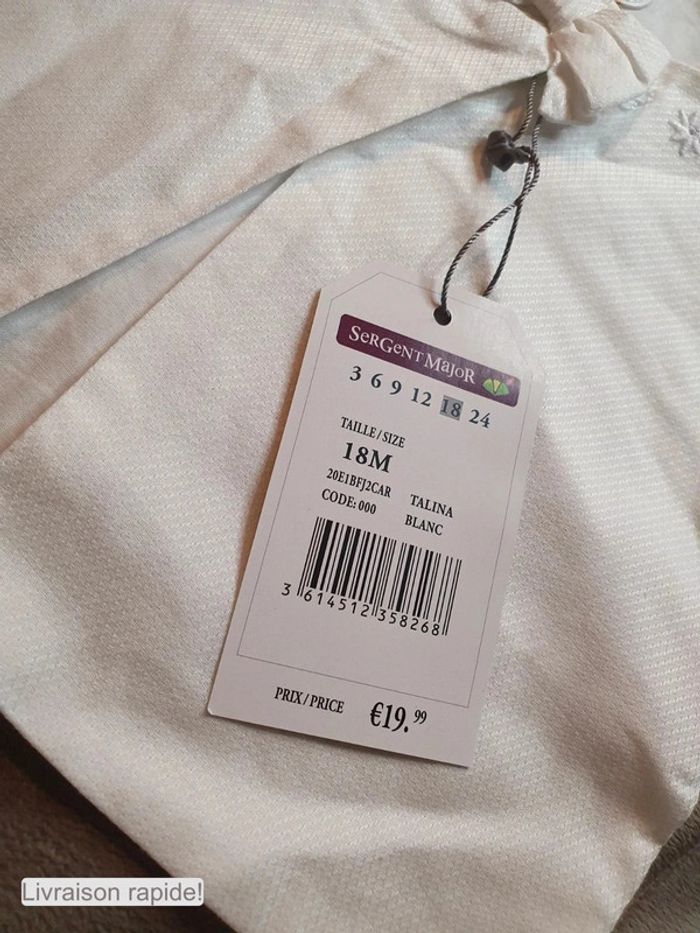 SeRGeNT MaJoR
3 6 9 12 18 24
TAILLE/SIZE
18M
20E1BFJ2CAR TALINA
CODE: 000 BLANC
3 614512 358268
PRIX/PRICE €19.99
Livraison rapide!